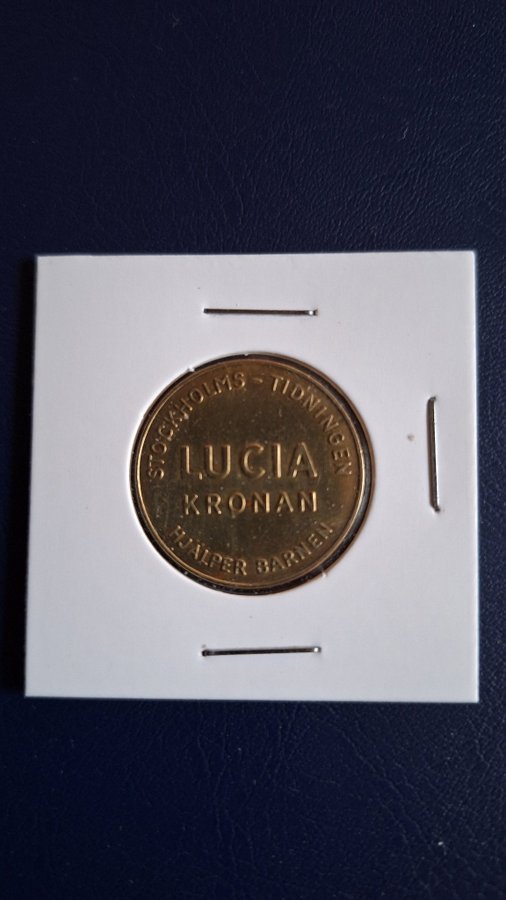 STOCKHOLMS - TIDNINGEN
LUCIA
KRONAN
HJÄLPER BARNEN